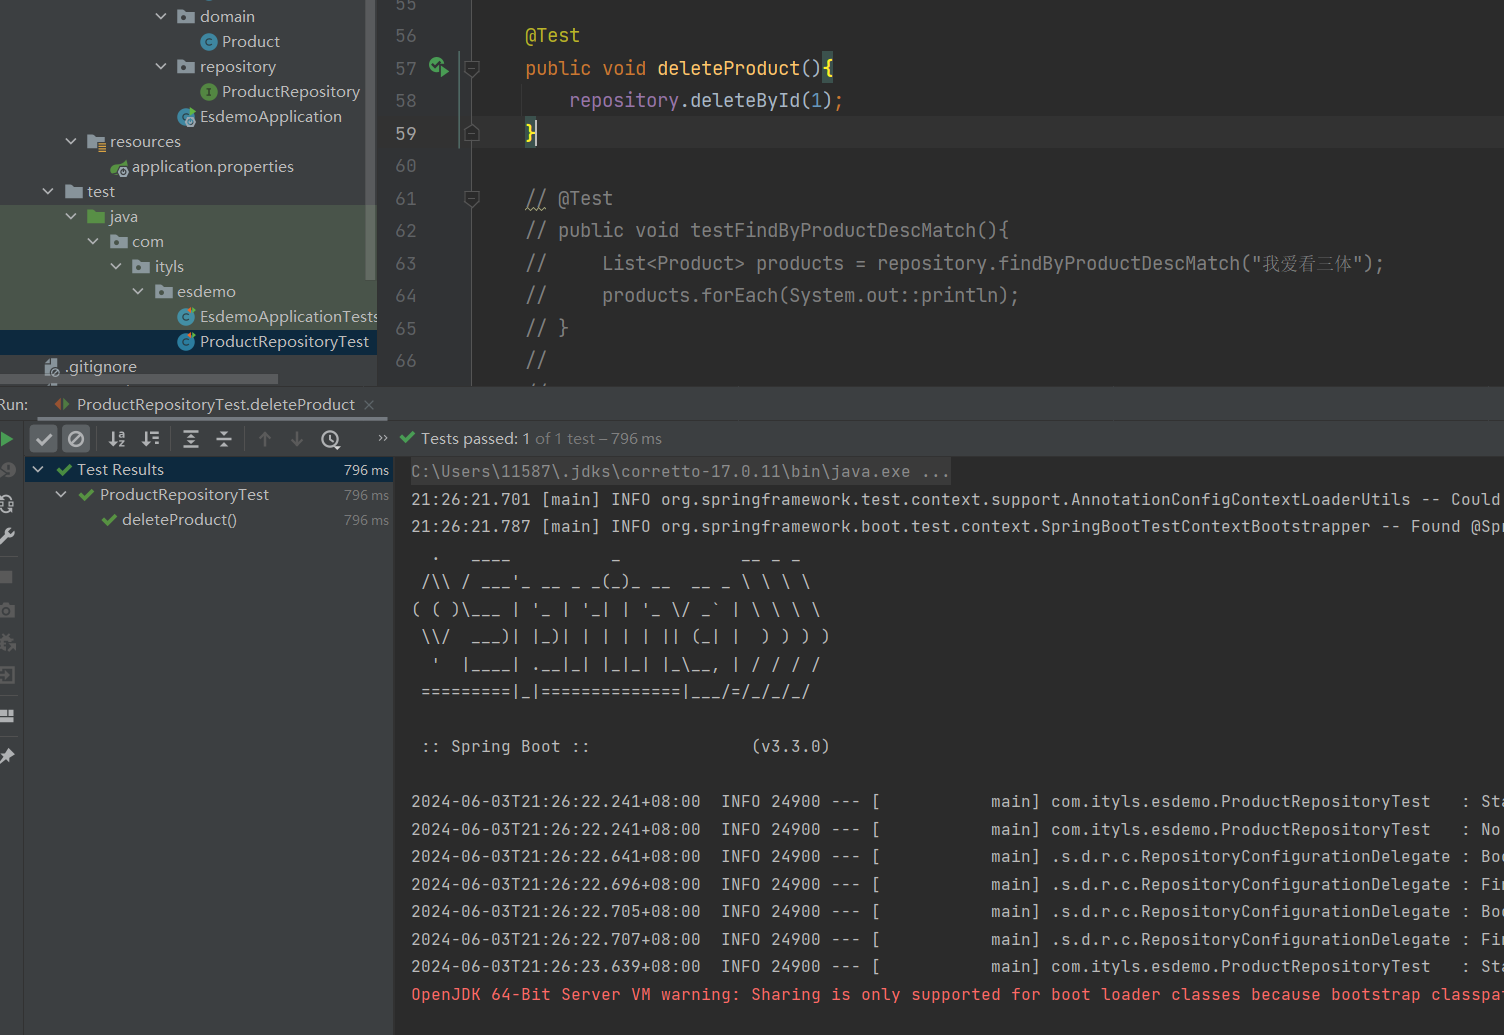 domain
Product
repository
ProductRepository
EsdemoApplication
resources
application.properties
test
java
com
ityls
esdemo
EsdemoApplicationTests
ProductRepositoryTest
.gitignore
55
56 @Test
57 public void deleteProduct(){
58 repository.deleteById(1);
59 }
60
61 // @Test
62 // public void testFindByProductDescMatch(){
63 // List<Product> products = repository.findByProductDescMatch("我爱看三体");
64 // products.forEach(System.out::println);
65 // }
66 //
Run: ProductRepositoryTest.deleteProduct
Tests passed: 1 of 1 test – 796 ms
Test Results 796 ms
ProductRepositoryTest 796 ms
deleteProduct() 796 ms
C:\Users\11587\.jdks\corretto-17.0.11\bin\java.exe ...
21:26:21.701 [main] INFO org.springframework.test.context.support.AnnotationConfigContextLoaderUtils -- Could
21:26:21.787 [main] INFO org.springframework.boot.test.context.SpringBootTestContextBootstrapper -- Found @Spr
  .   ____          _            __ _ _
 /\\ / ___'_ __ _ _(_)_ __  __ _ \ \ \ \
( ( )\___ | '_ | '_| | '_ \/ _` | \ \ \ \
 \\/  ___)| |_)| | | | | || (_| |  ) ) ) )
  '  |____| .__|_| |_|_| |_\__, | / / / /
 =========|_|==============|___/=/_/_/_/
:: Spring Boot :: (v3.3.0)
2024-06-03T21:26:22.241+08:00 INFO 24900 --- [ main] com.ityls.esdemo.ProductRepositoryTest : Sta
2024-06-03T21:26:22.241+08:00 INFO 24900 --- [ main] com.ityls.esdemo.ProductRepositoryTest : No
2024-06-03T21:26:22.641+08:00 INFO 24900 --- [ main] .s.d.r.c.RepositoryConfigurationDelegate : Boo
2024-06-03T21:26:22.696+08:00 INFO 24900 --- [ main] .s.d.r.c.RepositoryConfigurationDelegate : Fin
2024-06-03T21:26:22.705+08:00 INFO 24900 --- [ main] .s.d.r.c.RepositoryConfigurationDelegate : Boo
2024-06-03T21:26:22.707+08:00 INFO 24900 --- [ main] .s.d.r.c.RepositoryConfigurationDelegate : Fin
2024-06-03T21:26:23.639+08:00 INFO 24900 --- [ main] com.ityls.esdemo.ProductRepositoryTest : Sta
OpenJDK 64-Bit Server VM warning: Sharing is only supported for boot loader classes because bootstrap classpat